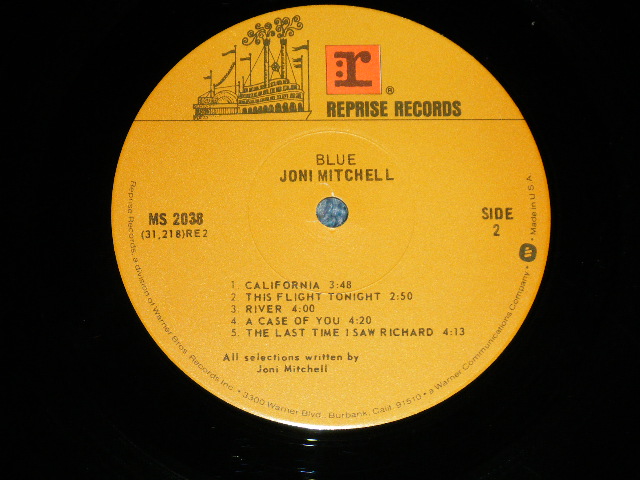 r
®
REPRISE RECORDS
BLUE
JONI MITCHELL
MS 2038
(31,218)RE2
SIDE
2
1 CALIFORNIA 3:48
2 THIS FLIGHT TONIGHT 2:50
3 RIVER 4:00
4 A CASE OF YOU 4:20
5. THE LAST TIME I SAW RICHARD 4:13
All selections written by
Joni Mitchell
Reprise Records, a division of Warner Bros. Records Inc. • 3300 Warner Blvd., Burbank, Calif. 91510 • a Warner Communications Company • W • Made in U.S.A.